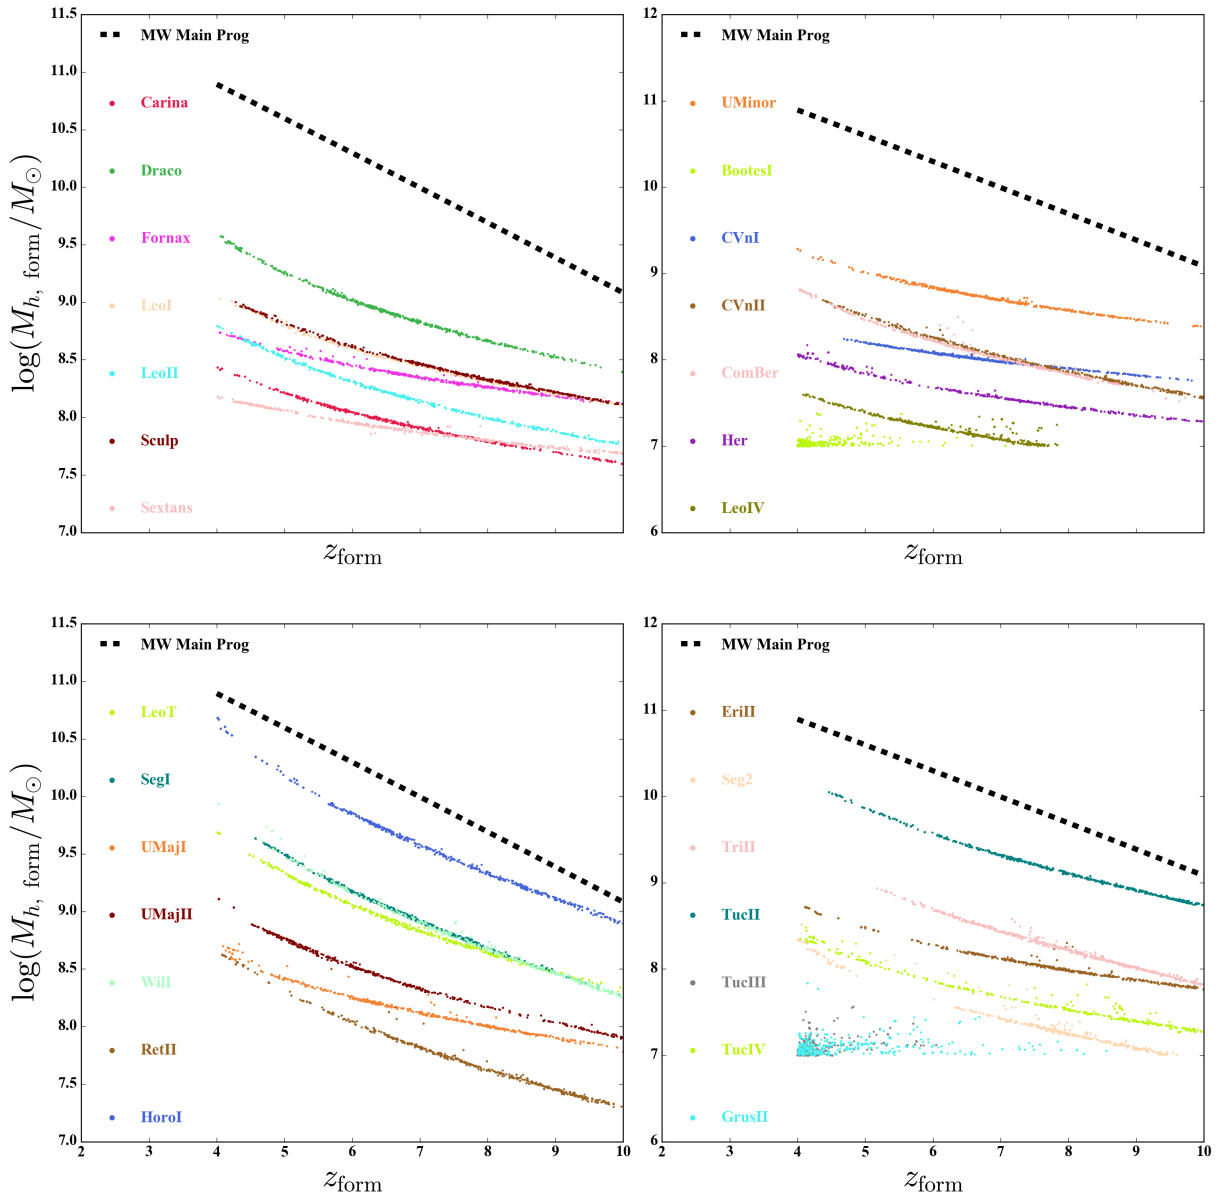 11.5
MW Main Prog
11.0
Carina
10.5
Draco
10.0
Fornax
9.5
LeoI
9.0
LeoII
8.5
Sculp
8.0
Sextans
7.5
7.0
log(M_h, form/M_⊙)
z_form
12
MW Main Prog
UMinor
11
BootesI
10
CVnI
9
CVnII
ComBer
8
Her
7
LeoIV
6
z_form
11.5
MW Main Prog
11.0
LeoT
10.5
SegI
10.0
UMajI
9.5
UMajII
9.0
WilI
8.5
RetII
8.0
HoroI
7.5
7.0
log(M_h, form/M_⊙)
2 3 4 5 6 7 8 9 10
z_form
12
MW Main Prog
EriII
11
Seg2
10
TriII
9
TucII
TucIII
8
TucIV
7
GrusII
6
2 3 4 5 6 7 8 9 10
z_form